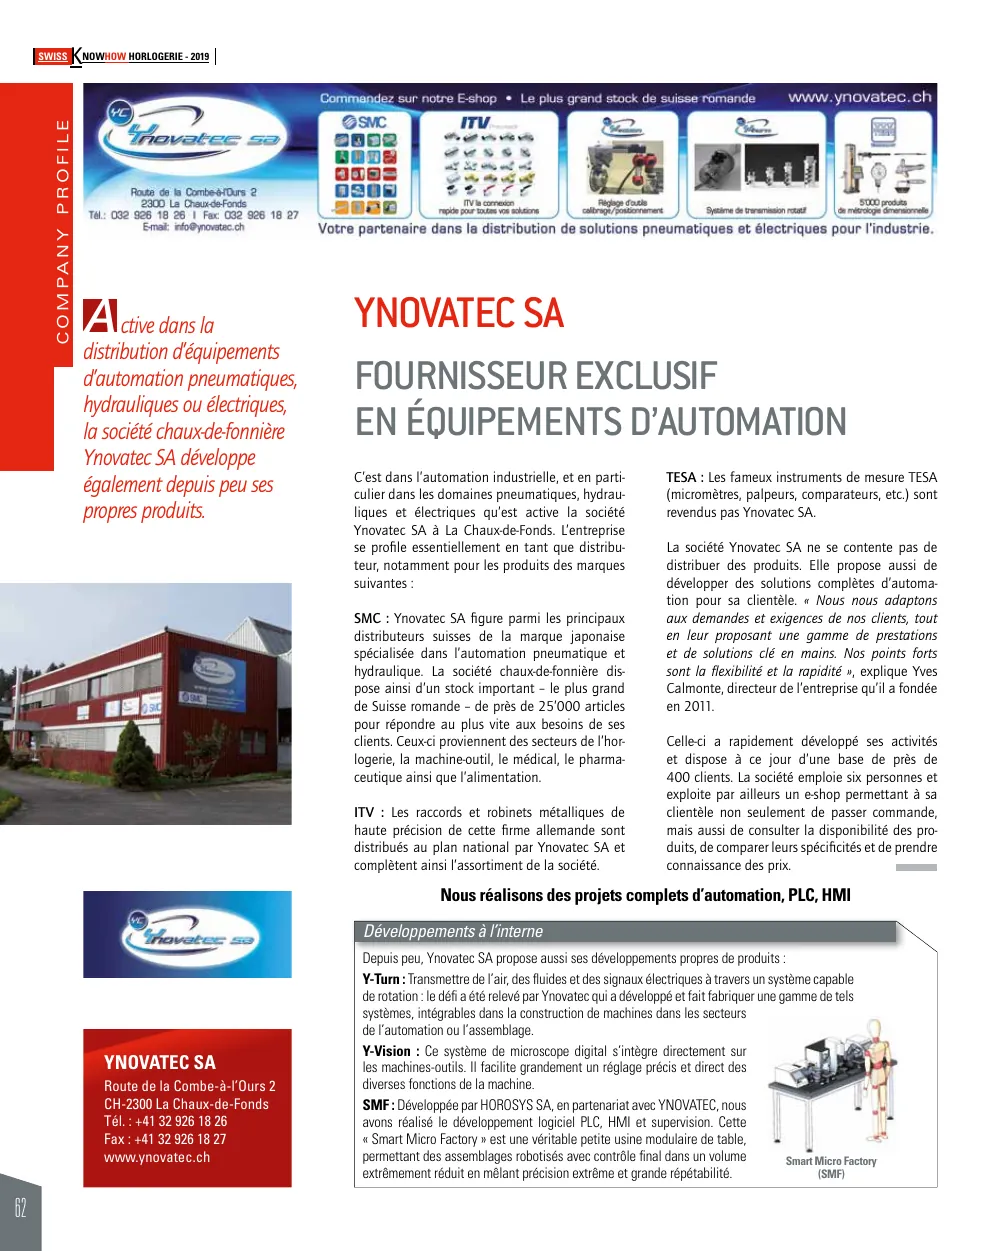 SWISS KNOWHOW HORLOGERIE - 2019
COMPANY PROFILE
YC Ynovatec sa
Route de la Combe-à-l'Ours 2
2300 La Chaux-de-Fonds
Tél.: 032 926 18 26 | Fax: 032 926 18 27
E-mail: info@ynovatec.ch
Commandez sur notre E-shop • Le plus grand stock de suisse romande www.ynovatec.ch
SMC
ITV
ITV la connexion
rapide pour toutes vos solutions
Réglage d'outils
calibrage/positionnement
Système de transmission rotatif
5'000 produits
de métrologie dimensionnelle
Votre partenaire dans la distribution de solutions pneumatiques et électriques pour l'industrie.
Active dans la
distribution d'équipements
d'automation pneumatiques,
hydrauliques ou électriques,
la société chaux-de-fonnière
Ynovatec SA développe
également depuis peu ses
propres produits.
YNOVATEC SA
FOURNISSEUR EXCLUSIF
EN ÉQUIPEMENTS D'AUTOMATION
C'est dans l'automation industrielle, et en parti-
culier dans les domaines pneumatiques, hydrau-
liques et électriques qu'est active la société
Ynovatec SA à La Chaux-de-Fonds. L'entreprise
se profile essentiellement en tant que distribu-
teur, notamment pour les produits des marques
suivantes :
SMC : Ynovatec SA figure parmi les principaux
distributeurs suisses de la marque japonaise
spécialisée dans l'automation pneumatique et
hydraulique. La société chaux-de-fonnière dis-
pose ainsi d'un stock important – le plus grand
de Suisse romande – de près de 25'000 articles
pour répondre au plus vite aux besoins de ses
clients. Ceux-ci proviennent des secteurs de l'hor-
logerie, la machine-outil, le médical, le pharma-
ceutique ainsi que l'alimentation.
ITV : Les raccords et robinets métalliques de
haute précision de cette firme allemande sont
distribués au plan national par Ynovatec SA et
complètent ainsi l'assortiment de la société.
TESA : Les fameux instruments de mesure TESA
(micromètres, palpeurs, comparateurs, etc.) sont
revendus pas Ynovatec SA.
La société Ynovatec SA ne se contente pas de
distribuer des produits. Elle propose aussi de
développer des solutions complètes d'automa-
tion pour sa clientèle. « Nous nous adaptons
aux demandes et exigences de nos clients, tout
en leur proposant une gamme de prestations
et de solutions clé en mains. Nos points forts
sont la flexibilité et la rapidité », explique Yves
Calmonte, directeur de l'entreprise qu'il a fondée
en 2011.
Celle-ci a rapidement développé ses activités
et dispose à ce jour d'une base de près de
400 clients. La société emploie six personnes et
exploite par ailleurs un e-shop permettant à sa
clientèle non seulement de passer commande,
mais aussi de consulter la disponibilité des pro-
duits, de comparer leurs spécificités et de prendre
connaissance des prix.
Nous réalisons des projets complets d'automation, PLC, HMI
Développements à l'interne
Depuis peu, Ynovatec SA propose aussi ses développements propres de produits :
Y-Turn : Transmettre de l'air, des fluides et des signaux électriques à travers un système capable
de rotation : le défi a été relevé par Ynovatec qui a développé et fait fabriquer une gamme de tels
systèmes, intégrables dans la construction de machines dans les secteurs
de l'automation ou l'assemblage.
Y-Vision : Ce système de microscope digital s'intègre directement sur
les machines-outils. Il facilite grandement un réglage précis et direct des
diverses fonctions de la machine.
SMF : Développée par HOROSYS SA, en partenariat avec YNOVATEC, nous
avons réalisé le développement logiciel PLC, HMI et supervision. Cette
« Smart Micro Factory » est une véritable petite usine modulaire de table,
permettant des assemblages robotisés avec contrôle final dans un volume
extrêmement réduit en mêlant précision extrême et grande répétabilité.
Smart Micro Factory
(SMF)
YC Ynovatec sa
YNOVATEC SA
Route de la Combe-à-l'Ours 2
CH-2300 La Chaux-de-Fonds
Tél. : +41 32 926 18 26
Fax : +41 32 926 18 27
www.ynovatec.ch
62